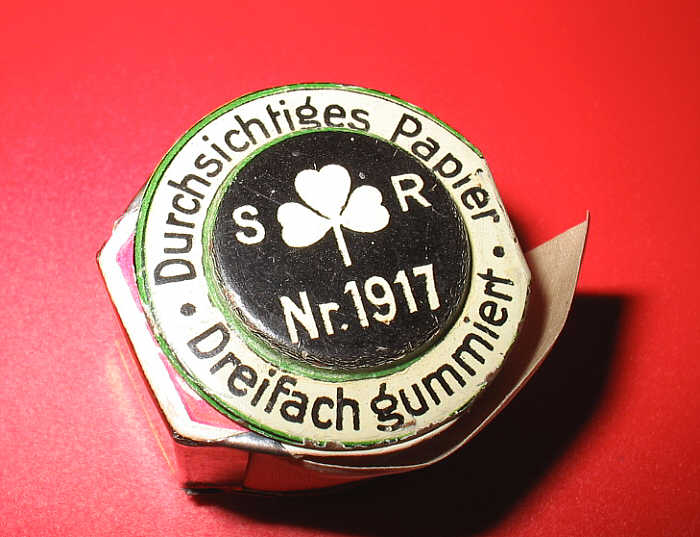 Durchsichtiges Papier
S R
Nr. 1917
• Dreifach gummiert •